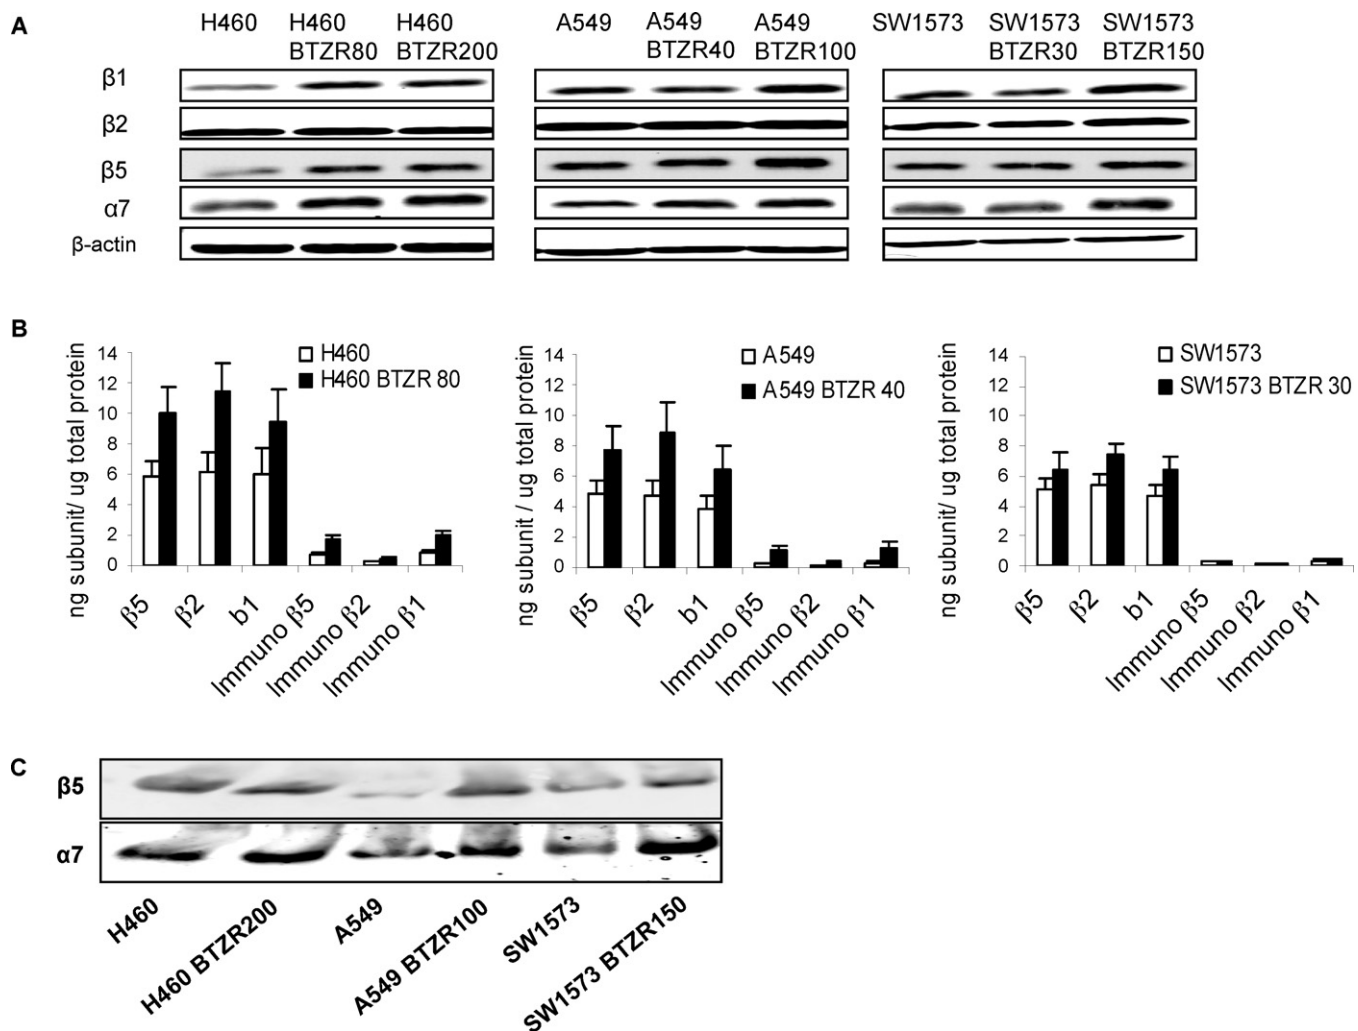 A
H460 H460 H460
BTZR80 BTZR200
A549 A549 A549
BTZR40 BTZR100
SW1573 SW1573 SW1573
BTZR30 BTZR150
β1
β2
β5
α7
β-actin
B
ng subunit/ ug total protein
14
12
10
8
6
4
2
0
H460
H460 BTZR 80
β5 β2 b1 Immuno β5 Immuno β2 Immuno β1
ng subunit / ug total protein
14
12
10
8
6
4
2
0
A549
A549 BTZR 40
β5 β2 b1 Immuno β5 Immuno β2 Immuno β1
ng subunit/ ug total protein
14
12
10
8
6
4
2
0
SW1573
SW1573 BTZR 30
β5 β2 b1 Immuno β5 Immuno β2 Immuno β1
C
β5
α7
H460 H460 BTZR200 A549 A549 BTZR100 SW1573 SW1573 BTZR150